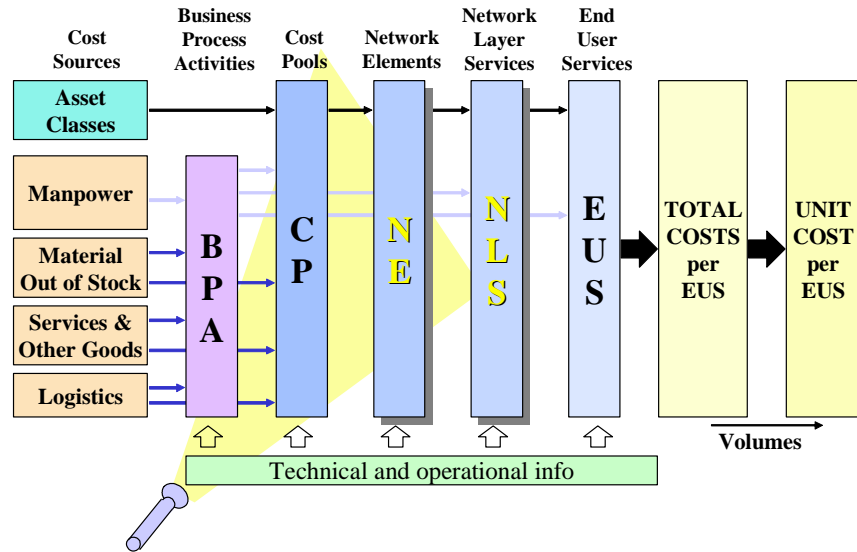 Cost
Sources
Business
Process
Activities
Cost
Pools
Network
Elements
Network
Layer
Services
End
User
Services
Asset
Classes
Manpower
Material
Out of Stock
Services &
Other Goods
Logistics
B
P
A
C
P
N
E
N
L
S
E
U
S
TOTAL
COSTS
per
EUS
UNIT
COST
per
EUS
Volumes
Technical and operational info